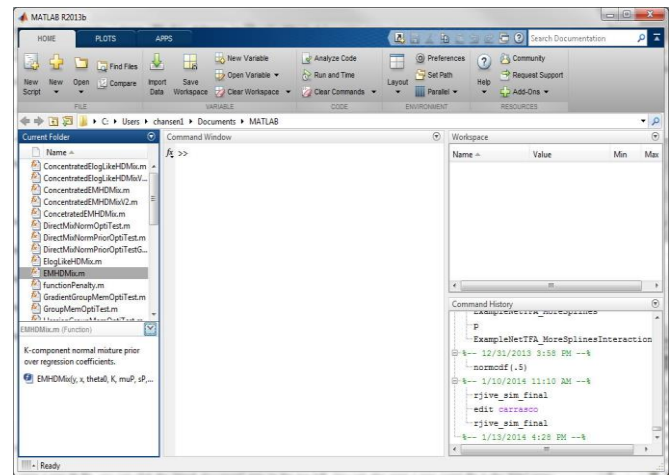 MATLAB R2013b
HOME PLOTS APPS
Search Documentation
New Script
New
Open
Find Files
Compare
Import Data
Save Workspace
New Variable
Open Variable
Clear Workspace
Analyze Code
Run and Time
Clear Commands
Layout
Preferences
Set Path
Parallel
Help
Community
Request Support
Add-Ons
FILE VARIABLE CODE ENVIRONMENT RESOURCES
C: Users chansen1 Documents MATLAB
Current Folder
Name
ConcentratedElogLikeHDMix.m
ConcentratedElogLikeHDMixV...
ConcentratedEMHDMix.m
ConcentratedEMHDMixV2.m
ConcetratedEMHDMix.m
DirectMixNormOptiTest.m
DirectMixNormPriorOptiTest.m
DirectMixNormPriorOptiTestG...
ElogLikeHDMix.m
EMHDMix.m
functionPenalty.m
GradientGroupMemOptiTest.m
GroupMemOptiTest.m
EMHDMix.m (Function)
K-component normal mixture prior
over regression coefficients.
EMHDMix(y, x, theta0, K, muP, sP,...
Command Window
fx >>
Workspace
Name Value Min Max
Command History
ExampleNetTFA_MoreSplines
p
ExampleNetTFA_MoreSplinesInteraction
%-- 12/31/2013 3:58 PM --%
normcdf(.5)
%-- 1/10/2014 11:10 AM --%
rjive_sim_final
edit carrasco
rjive_sim_final
%-- 1/13/2014 4:28 PM --%
Ready